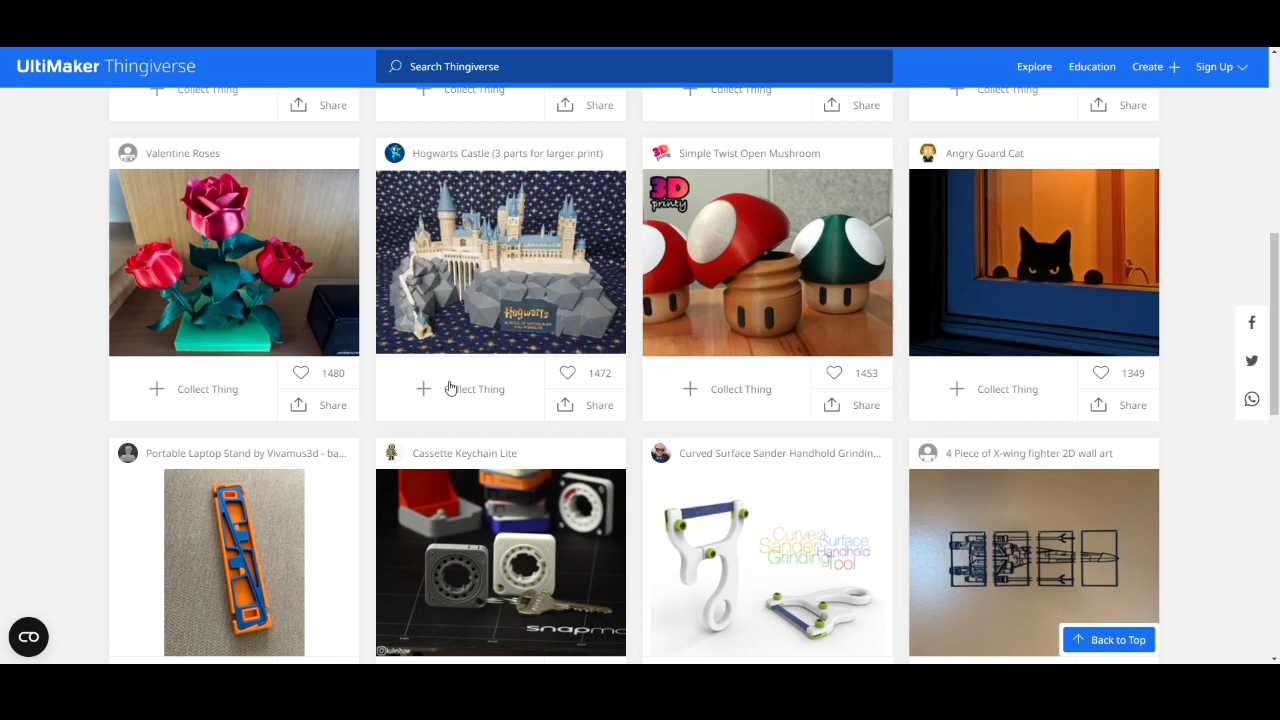 UltiMaker Thingiverse
Search Thingiverse
Explore
Education
Create
Sign Up
Collect Thing
Share
Collect Thing
Share
Collect Thing
Share
Collect Thing
Share
Valentine Roses
Hogwarts Castle (3 parts for larger print)
Simple Twist Open Mushroom
Angry Guard Cat
3D
printy
Hogwarts
1480
Collect Thing
Share
1472
Collect Thing
Share
1453
Collect Thing
Share
1349
Collect Thing
Share
Portable Laptop Stand by Vivamus3d - ba...
Cassette Keychain Lite
Curved Surface Sander Handhold Grindin...
4 Piece of X-wing fighter 2D wall art
snapma
kuleshow
Curved Surface
Sander Handhold
Grinding Tool
Back to Top